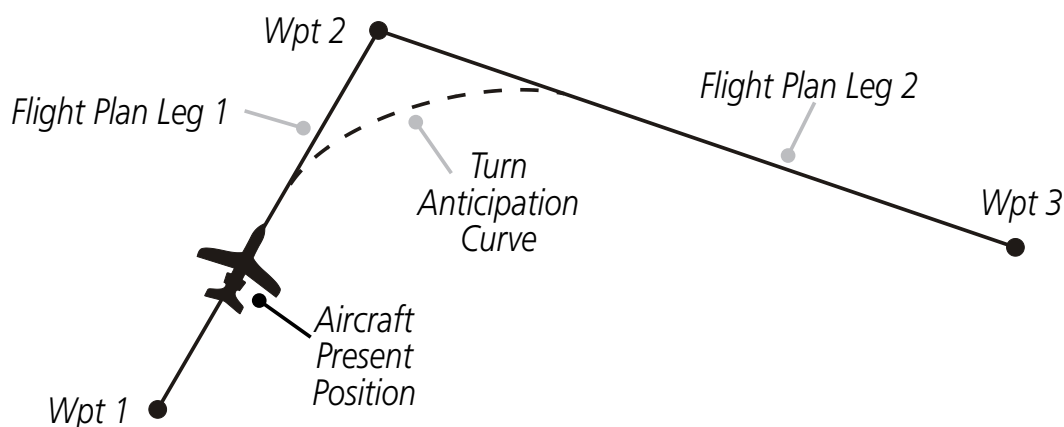 Wpt 2
Flight Plan Leg 1
Flight Plan Leg 2
Turn
Anticipation
Curve
Wpt 3
Aircraft
Present
Position
Wpt 1